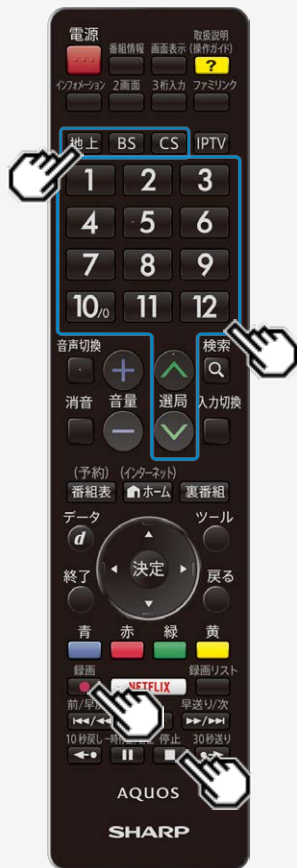 電源
番組情報 画面表示 取扱説明 (操作ガイド)
?
インフォメーション 2画面 3桁入力 ファミリンク
地上 BS CS IPTV
1 2 3
4 5 6
7 8 9
10/0 11 12
音声切換 + 検索
消音 音量 選局 入力切換
(予約) (インターネット)
番組表 ホーム 裏番組
データ ツール
d
決定
終了 戻る
青 赤 緑 黄
録画 録画リスト
NETFLIX
前/早戻 早送り/次
10秒戻し 一時停止 停止 30秒送り
AQUOS
SHARP